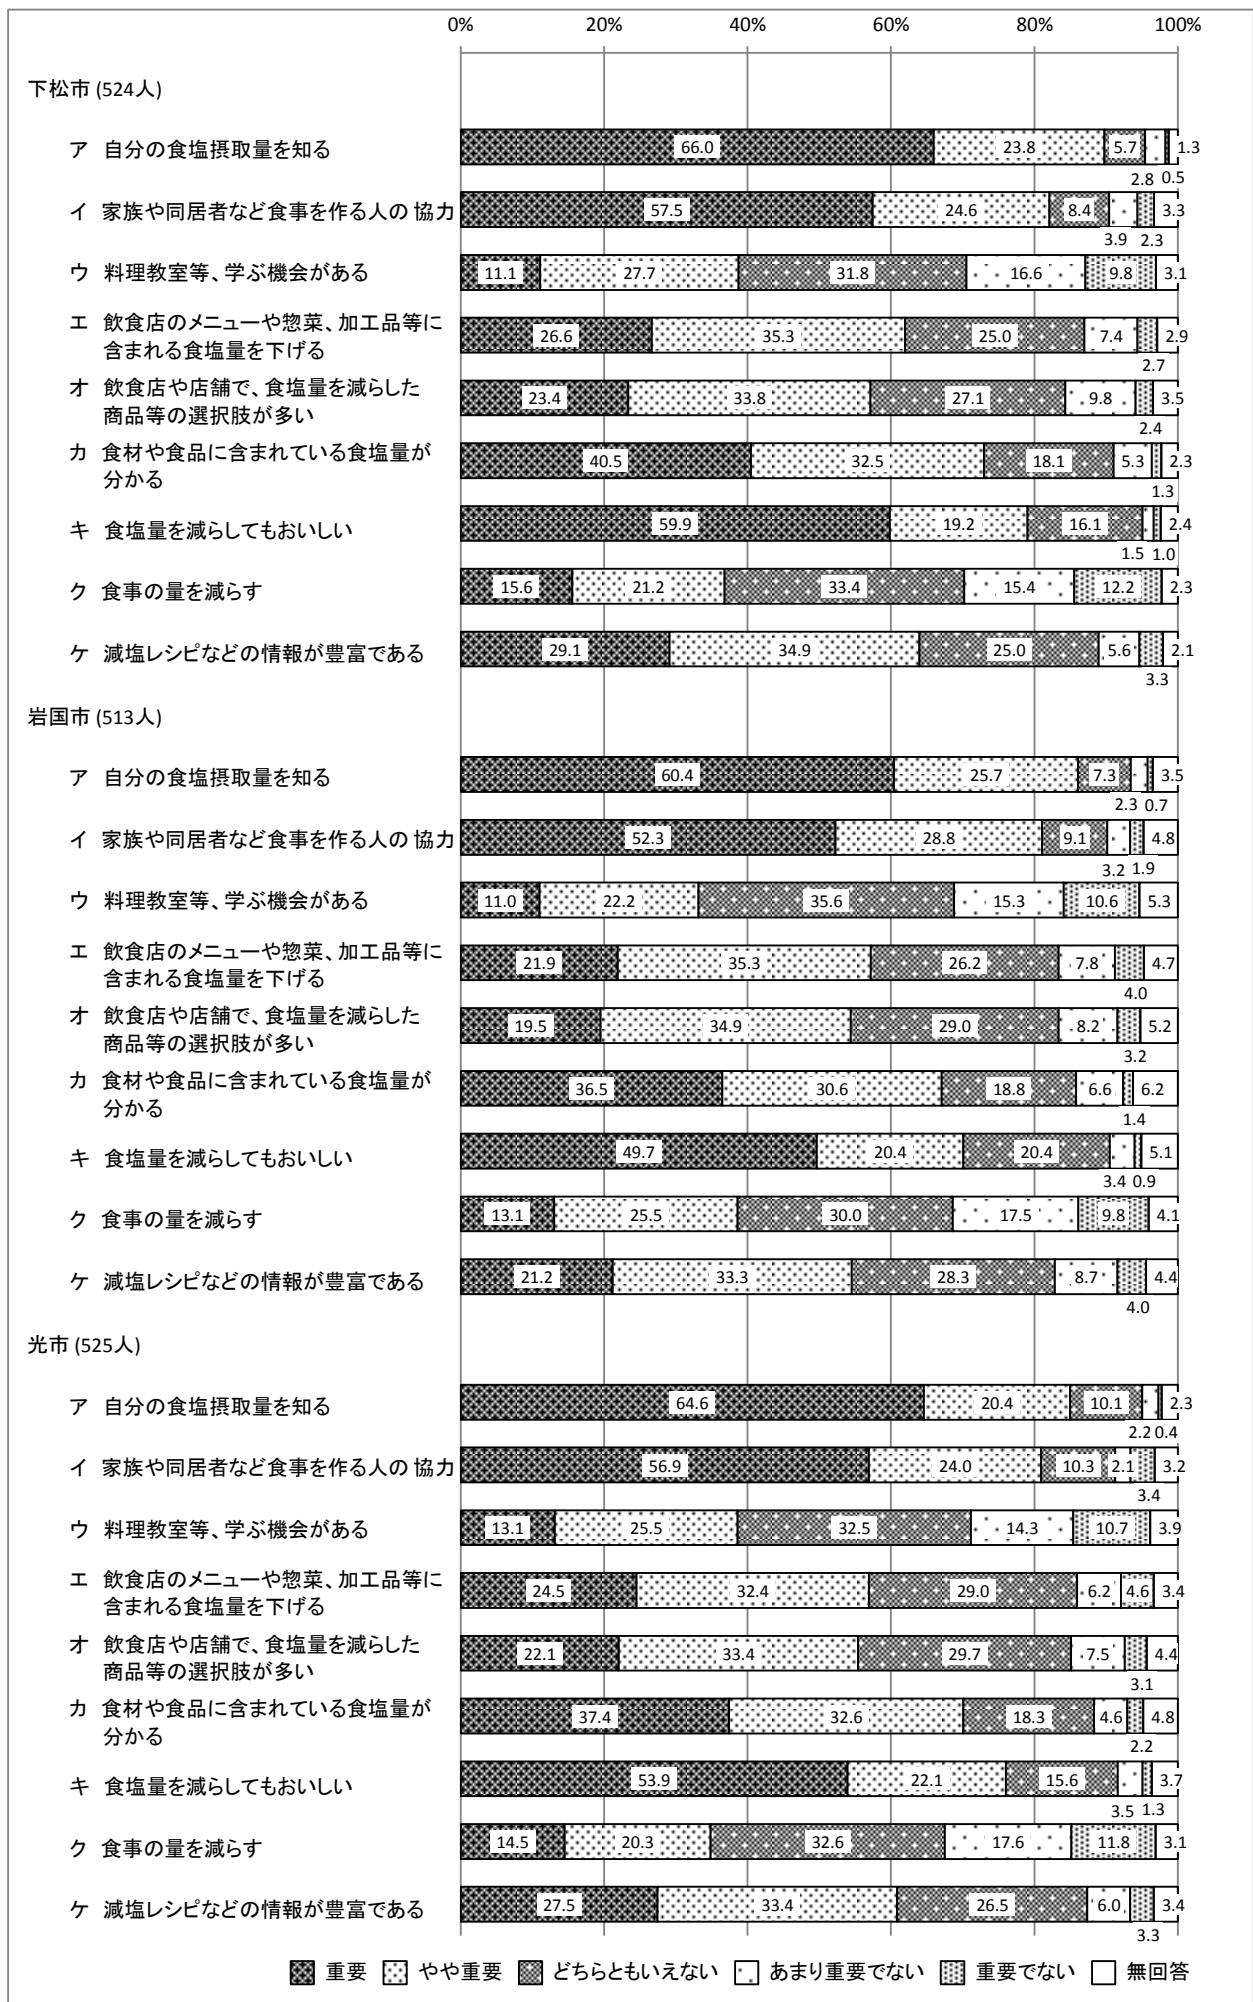 0% 20% 40% 60% 80% 100%
下松市 (524人)
ア 自分の食塩摂取量を知る 66.0 23.8 5.7 1.3
2.8 0.5
イ 家族や同居者など食事を作る人の 協力 57.5 24.6 8.4 3.3
3.9 2.3
ウ 料理教室等、学ぶ機会がある 11.1 27.7 31.8 16.6 9.8 3.1
エ 飲食店のメニューや惣菜、加工品等に
含まれる食塩量を下げる 26.6 35.3 25.0 7.4 2.9
2.7
オ 飲食店や店舗で、食塩量を減らした
商品等の選択肢が多い 23.4 33.8 27.1 9.8 3.5
2.4
カ 食材や食品に含まれている食塩量が
分かる 40.5 32.5 18.1 5.3 2.3
1.3
キ 食塩量を減らしてもおいしい 59.9 19.2 16.1 2.4
1.5 1.0
ク 食事の量を減らす 15.6 21.2 33.4 15.4 12.2 2.3
ケ 減塩レシピなどの情報が豊富である 29.1 34.9 25.0 5.6 2.1
3.3
岩国市 (513人)
ア 自分の食塩摂取量を知る 60.4 25.7 7.3 3.5
2.3 0.7
イ 家族や同居者など食事を作る人の 協力 52.3 28.8 9.1 4.8
3.2 1.9
ウ 料理教室等、学ぶ機会がある 11.0 22.2 35.6 15.3 10.6 5.3
エ 飲食店のメニューや惣菜、加工品等に
含まれる食塩量を下げる 21.9 35.3 26.2 7.8 4.7
4.0
オ 飲食店や店舗で、食塩量を減らした
商品等の選択肢が多い 19.5 34.9 29.0 8.2 5.2
3.2
カ 食材や食品に含まれている食塩量が
分かる 36.5 30.6 18.8 6.6 6.2
1.4
キ 食塩量を減らしてもおいしい 49.7 20.4 20.4 5.1
3.4 0.9
ク 食事の量を減らす 13.1 25.5 30.0 17.5 9.8 4.1
ケ 減塩レシピなどの情報が豊富である 21.2 33.3 28.3 8.7 4.4
4.0
光市 (525人)
ア 自分の食塩摂取量を知る 64.6 20.4 10.1 2.3
2.2 0.4
イ 家族や同居者など食事を作る人の 協力 56.9 24.0 10.3 2.1 3.2
3.4
ウ 料理教室等、学ぶ機会がある 13.1 25.5 32.5 14.3 10.7 3.9
エ 飲食店のメニューや惣菜、加工品等に
含まれる食塩量を下げる 24.5 32.4 29.0 6.2 4.6 3.4
オ 飲食店や店舗で、食塩量を減らした
商品等の選択肢が多い 22.1 33.4 29.7 7.5 4.4
3.1
カ 食材や食品に含まれている食塩量が
分かる 37.4 32.6 18.3 4.6 4.8
2.2
キ 食塩量を減らしてもおいしい 53.9 22.1 15.6 3.7
3.5 1.3
ク 食事の量を減らす 14.5 20.3 32.6 17.6 11.8 3.1
ケ 減塩レシピなどの情報が豊富である 27.5 33.4 26.5 6.0 3.4
3.3
重要 やや重要 どちらともいえない あまり重要でない 重要でない 無回答